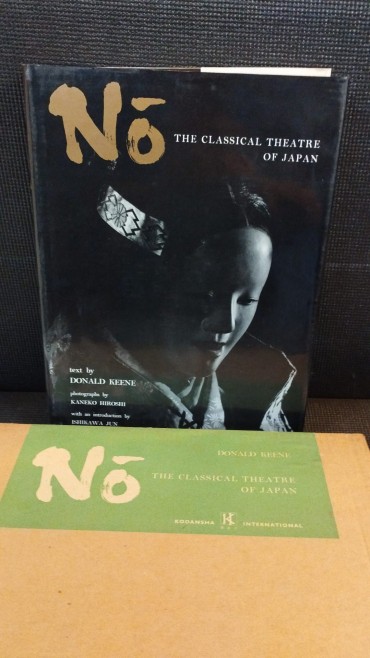 Nō
THE CLASSICAL THEATRE
OF JAPAN
text by
DONALD KEENE
photographs by
KANEKO HIROSHI
with an introduction by
ISHIKAWA JUN
DONALD KEENE
Nō
THE CLASSICAL THEATRE
OF JAPAN
KODANSHA K INTERNATIONAL